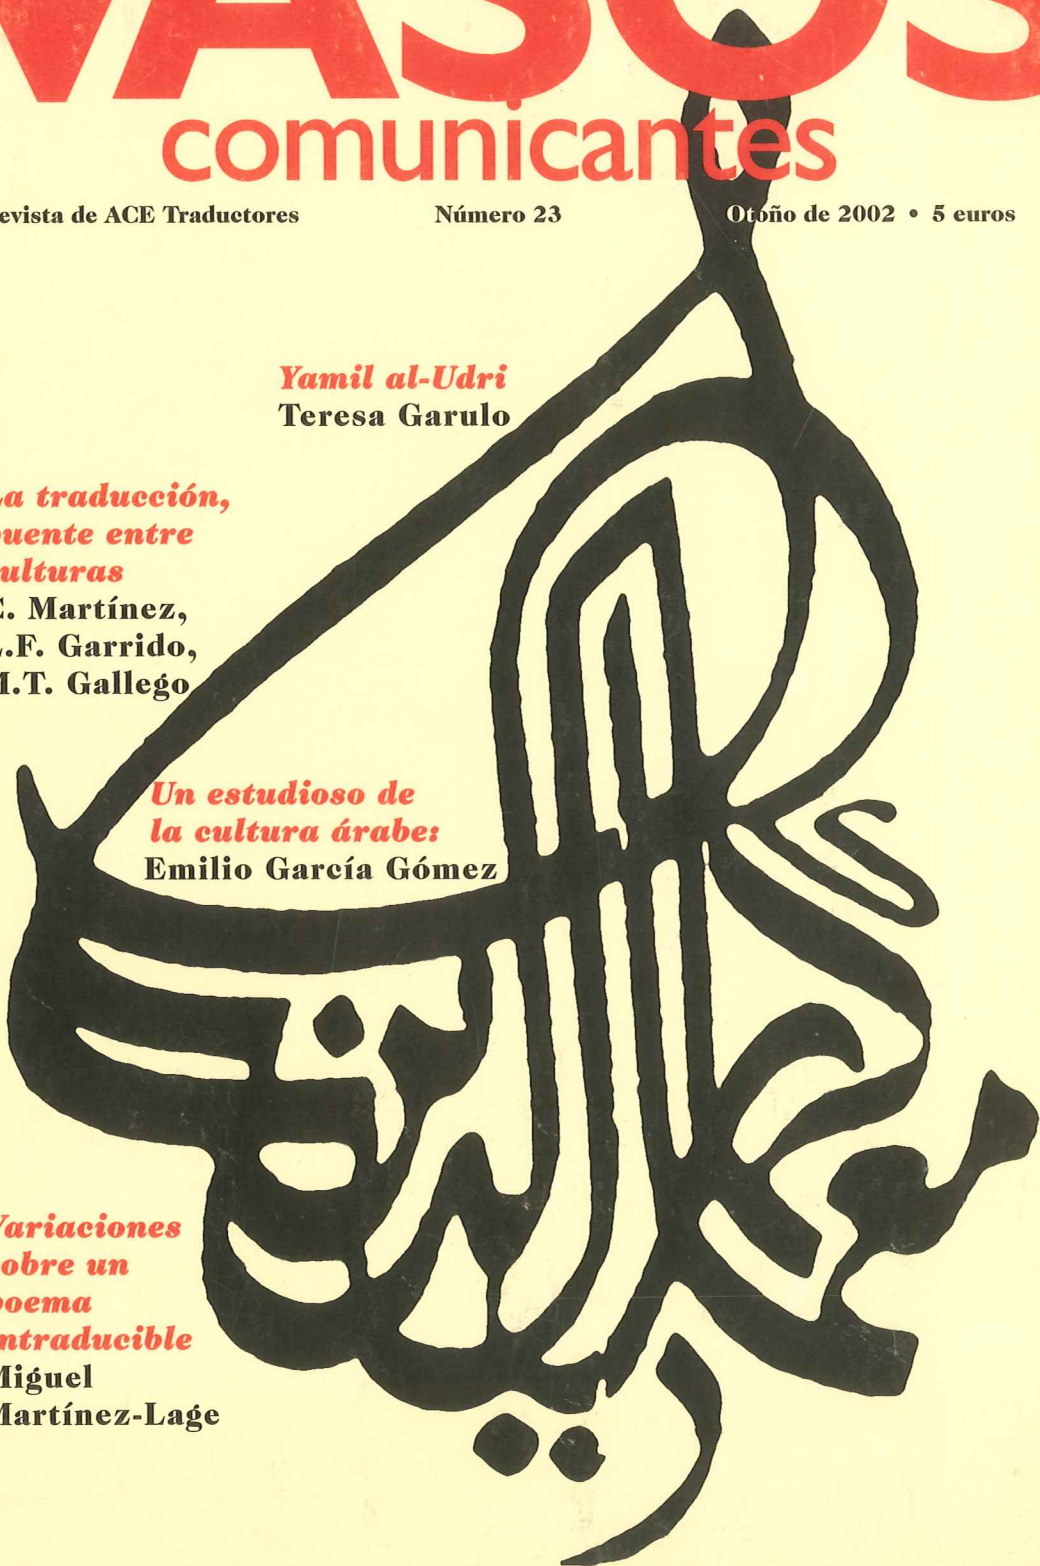 VASOS
comunicantes
evista de ACE Traductores
Número 23
Otoño de 2002 • 5 euros
Yamil al-Udri
Teresa Garulo
a traducción,
uente entre
ulturas
. Martínez,
.F. Garrido,
.T. Gallego
Un estudioso de
la cultura árabe:
Emilio García Gómez
ariaciones
obre un
oema
ntraducible
iguel
artínez-Lage